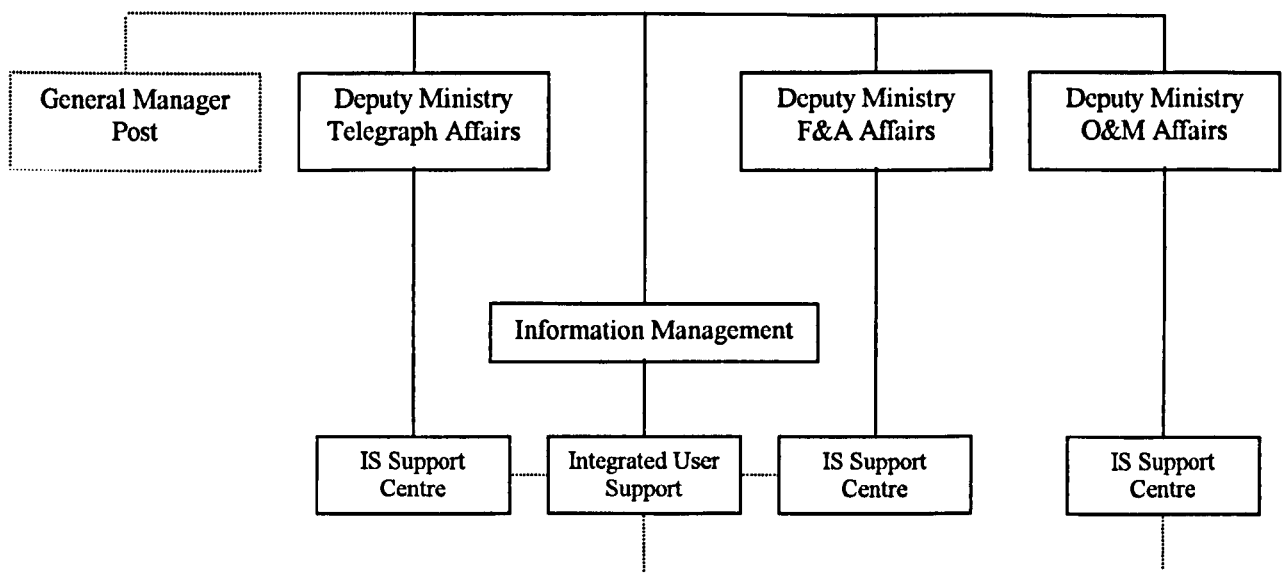 General Manager
Post
Deputy Ministry
Telegraph Affairs
Deputy Ministry
F&A Affairs
Deputy Ministry
O&M Affairs
Information Management
IS Support
Centre
Integrated User
Support
IS Support
Centre
IS Support
Centre